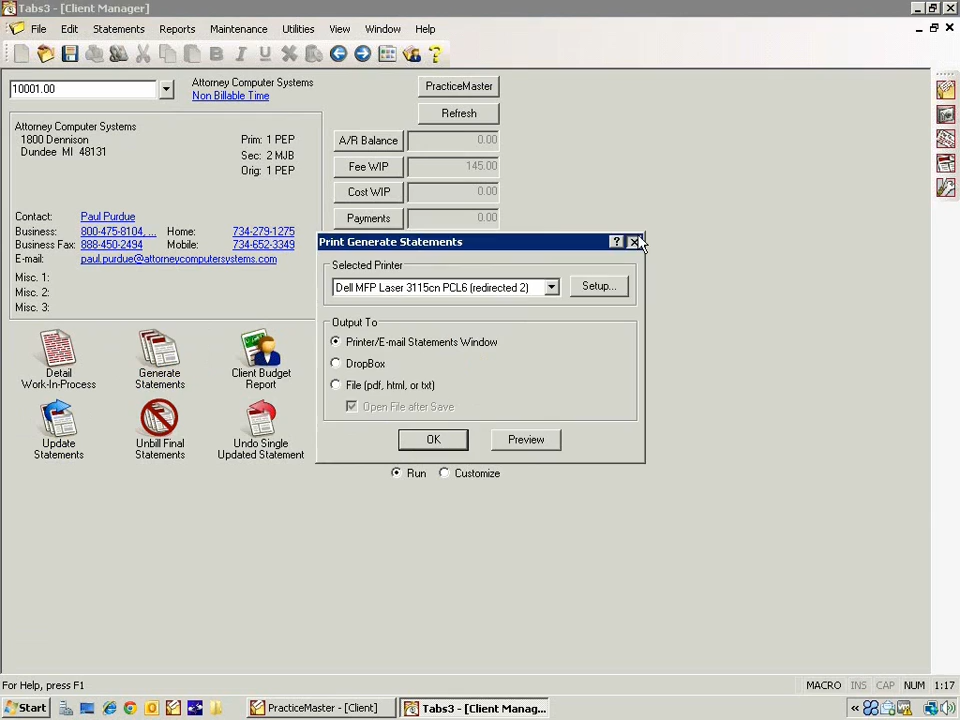 Tabs3 - [Client Manager]
File Edit Statements Reports Maintenance Utilities View Window Help
10001.00
Attorney Computer Systems
Non Billable Time
PracticeMaster
Refresh
Attorney Computer Systems
1800 Dennison
Dundee MI 48131
Prim: 1 PEP
Sec: 2 MJB
Orig: 1 PEP
A/R Balance 0.00
Fee WIP 145.00
Cost WIP 0.00
Payments 0.00
Contact: Paul Purdue
Business: 800-475-8104, ... Home: 734-279-1275
Business Fax: 888-450-2494 Mobile: 734-652-3349
E-mail: paul.purdue@attorneycomputersystems.com
Misc. 1:
Misc. 2:
Misc. 3:
Print Generate Statements
Selected Printer
Dell MFP Laser 3115cn PCL6 (redirected 2) Setup...
Output To
Printer/E-mail Statements Window
DropBox
File (pdf, html, or txt)
Open File after Save
OK Preview
Detail
Work-In-Process
Generate
Statements
Client Budget
Report
Update
Statements
Unbill Final
Statements
Undo Single
Updated Statement
Run Customize
For Help, press F1
MACRO INS CAP NUM 1:17
Start PracticeMaster - [Client] Tabs3 - [Client Manag...